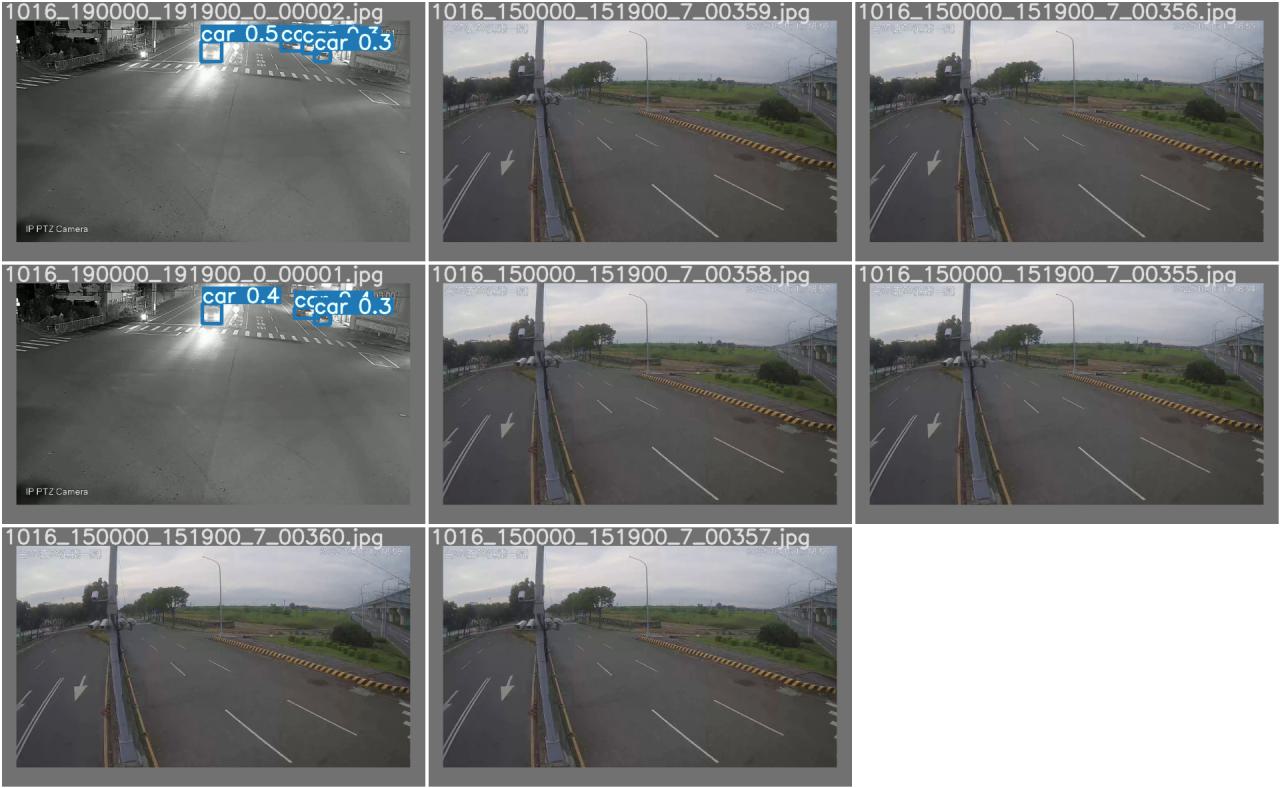 1016_190000_191900_0_00002.jpg
car 0.5
car 0.3
IP PTZ Camera
1016_150000_151900_7_00359.jpg
1016_150000_151900_7_00356.jpg
1016_190000_191900_0_00001.jpg
car 0.4
car 0.3
IP PTZ Camera
1016_150000_151900_7_00358.jpg
1016_150000_151900_7_00355.jpg
1016_150000_151900_7_00360.jpg
1016_150000_151900_7_00357.jpg